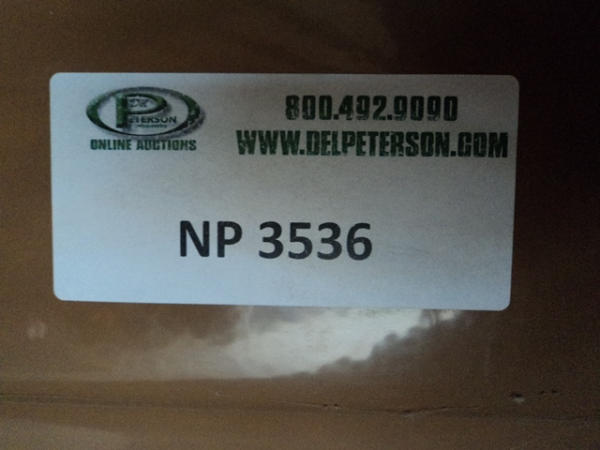 PETERSON
ONLINE AUCTIONS
800.492.9090
WWW.DELPETERSON.COM
NP 3536